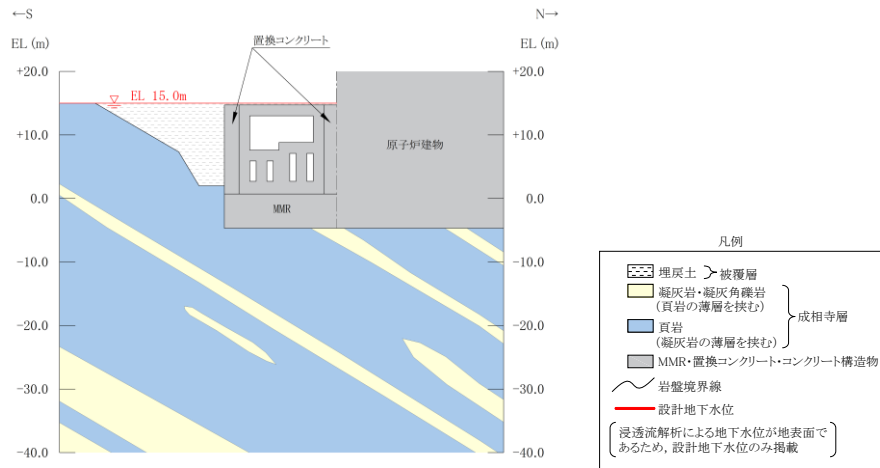 ←S
N→
EL (m)
EL (m)
置換コンクリート
+20.0
+20.0
EL 15.0m
+10.0
+10.0
原子炉建物
0.0
0.0
MMR
-10.0
-10.0
-20.0
-20.0
-30.0
-30.0
-40.0
-40.0
凡例
埋戻土
被覆層
凝灰岩・凝灰角礫岩
(頁岩の薄層を挟む)
成相寺層
頁岩
(凝灰岩の薄層を挟む)
MMR・置換コンクリート・コンクリート構造物
岩盤境界線
設計地下水位
浸透流解析による地下水位が地表面で
あるため，設計地下水位のみ掲載